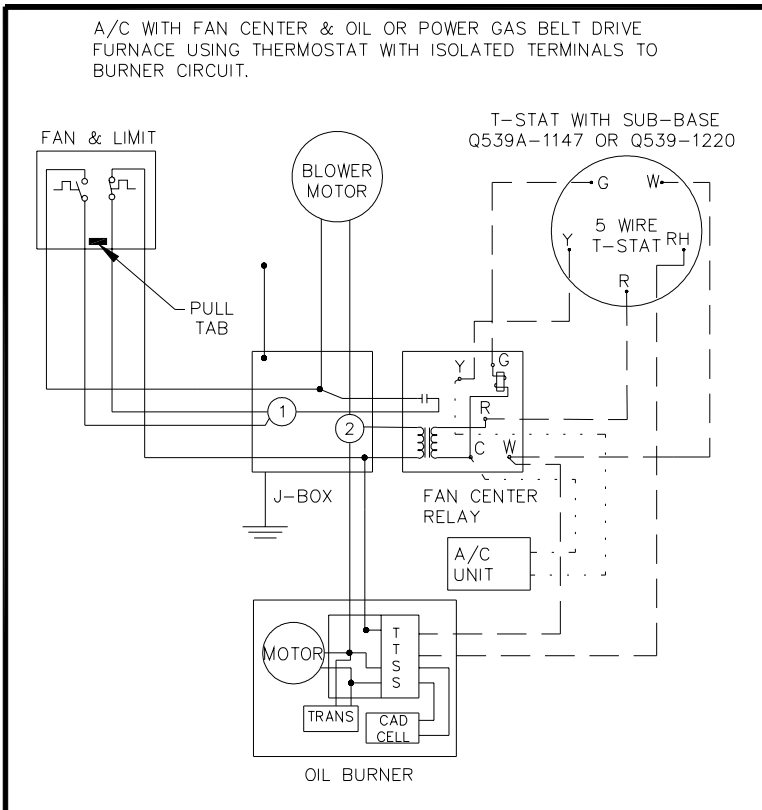 A/C WITH FAN CENTER & OIL OR POWER GAS BELT DRIVE
FURNACE USING THERMOSTAT WITH ISOLATED TERMINALS TO
BURNER CIRCUIT.
T-STAT WITH SUB-BASE
Q539A-1147 OR Q539-1220
FAN & LIMIT
BLOWER
MOTOR
G
W
5 WIRE
T-STAT
Y
RH
R
PULL
TAB
Y
G
1
R
2
C
W
J-BOX
FAN CENTER
RELAY
A/C
UNIT
MOTOR
T
T
S
S
TRANS
CAD
CELL
OIL BURNER